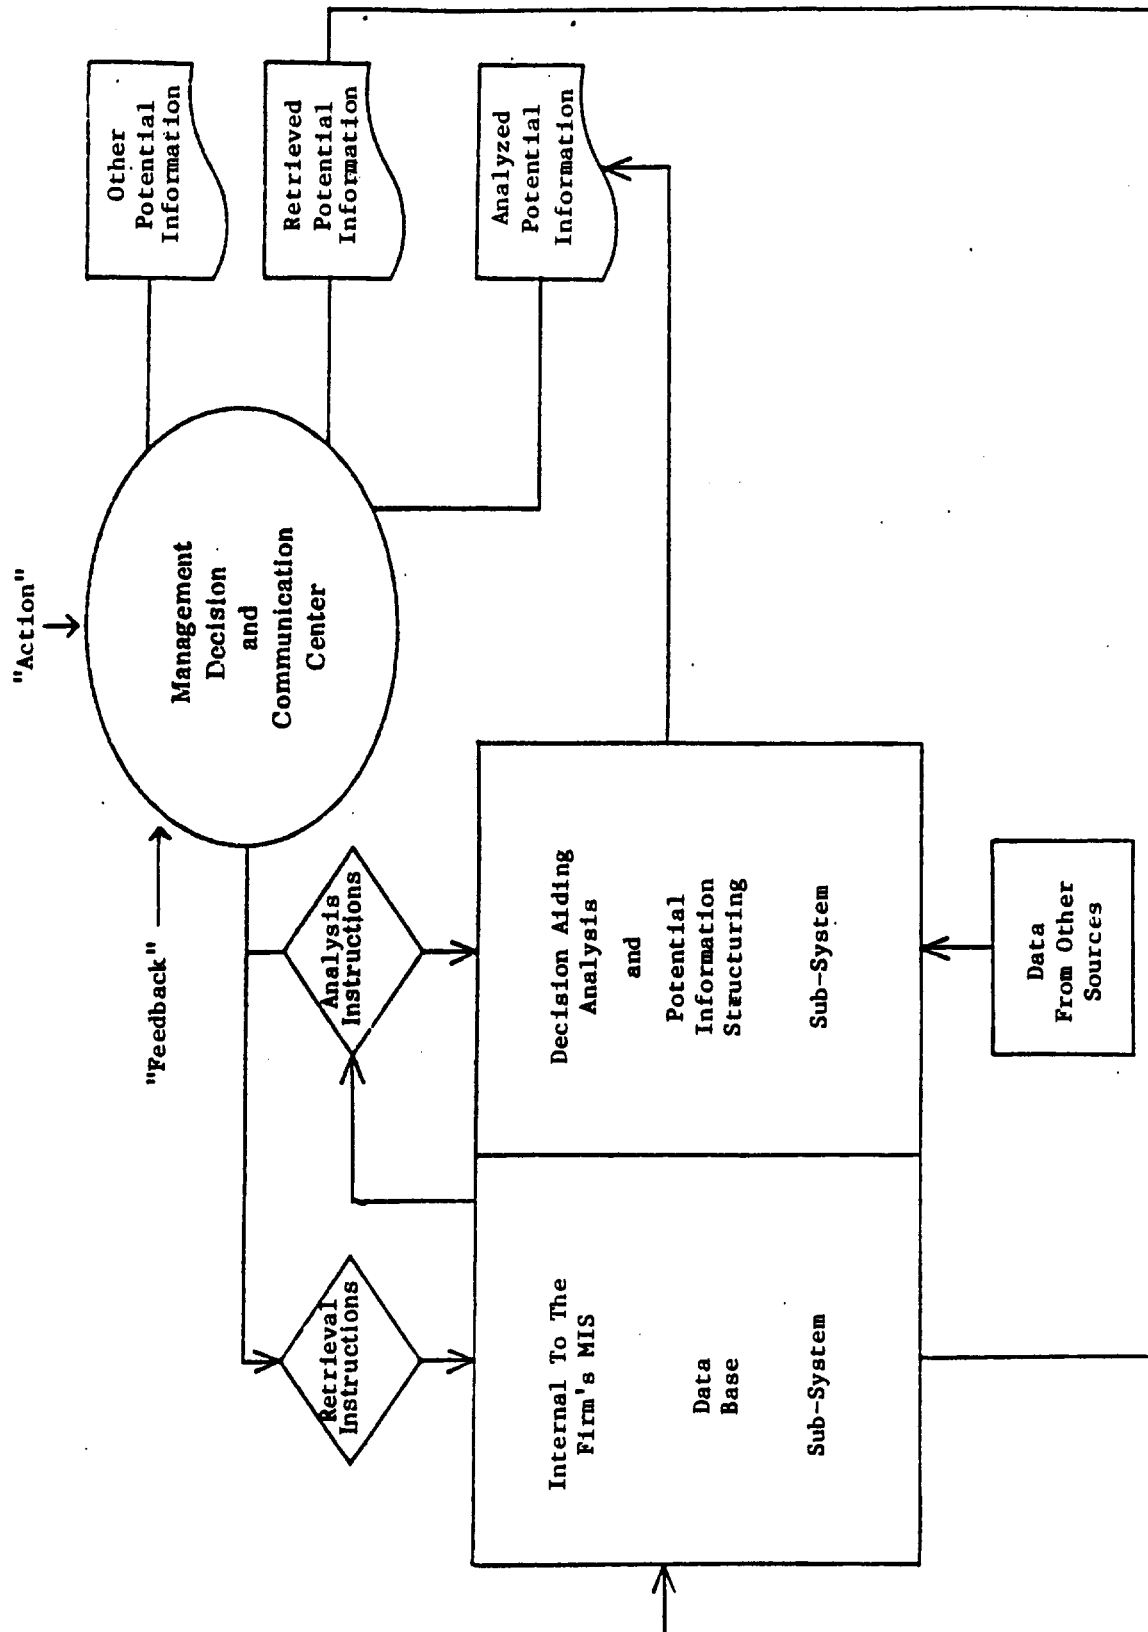 "Action"
"Feedback"
Management
Decision
and
Communication
Center
Other
Potential
Information
Retrieved
Potential
Information
Analyzed
Potential
Information
Retrieval
Instructions
Analysis
Instructions
Internal To The
Firm's MIS
Data
Base
Sub-System
Decision Aiding
Analysis
and
Potential
Information
Structuring
Sub-System
Data
From Other
Sources